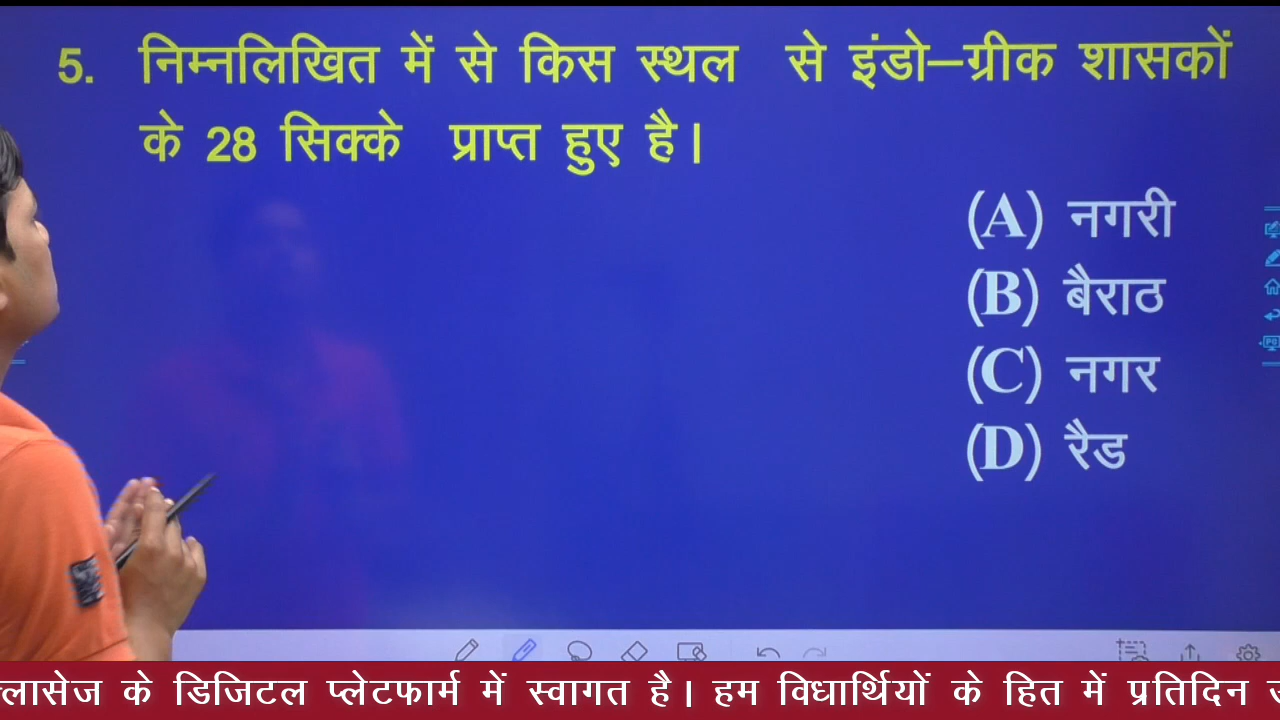 5. निम्नलिखित में से किस स्थल से इंडो–ग्रीक शासकों
के 28 सिक्के प्राप्त हुए है।
(A) नगरी
(B) बैराठ
(C) नगर
(D) रैड
लासेज के डिजिटल प्लेटफार्म में स्वागत है। हम विधार्थियों के हित में प्रतिदिन